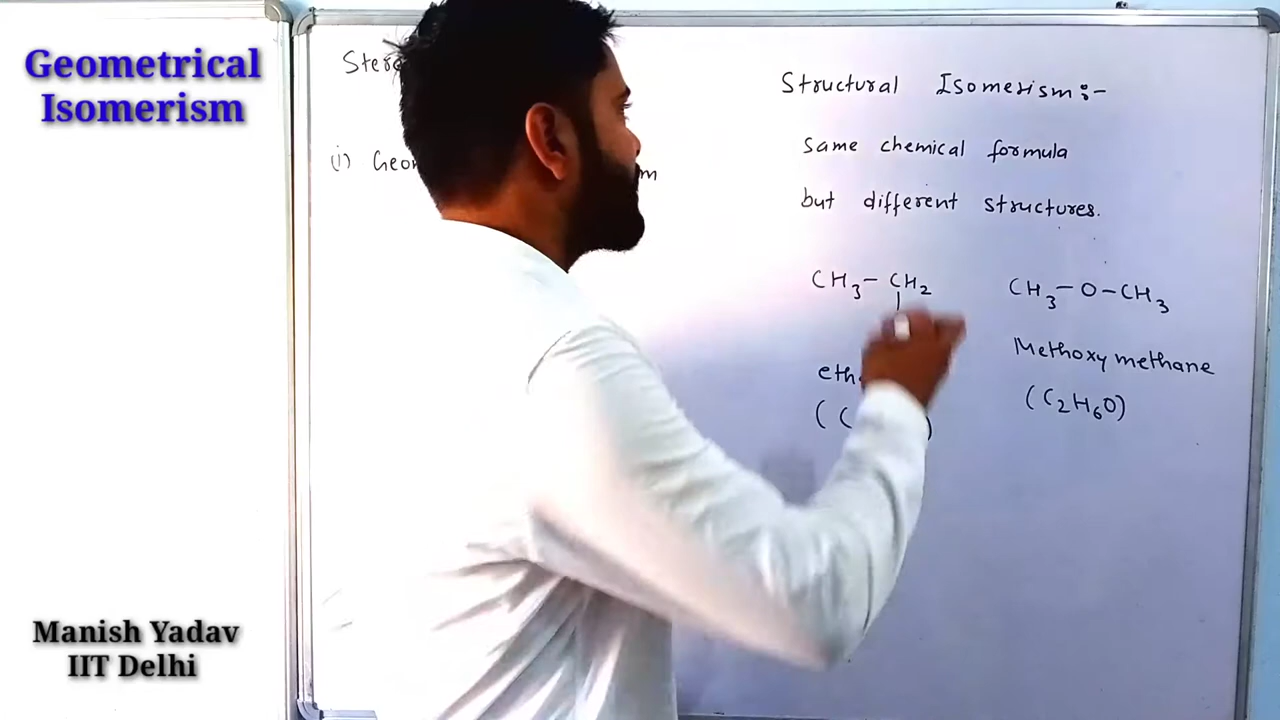 Geometrical
Isomerism
Structural Isomerism:-
(i)
same chemical formula
but different structures.
CH3-CH2 CH3-O-CH3
Methoxy methane
(C2H6O)
Manish Yadav
IIT Delhi